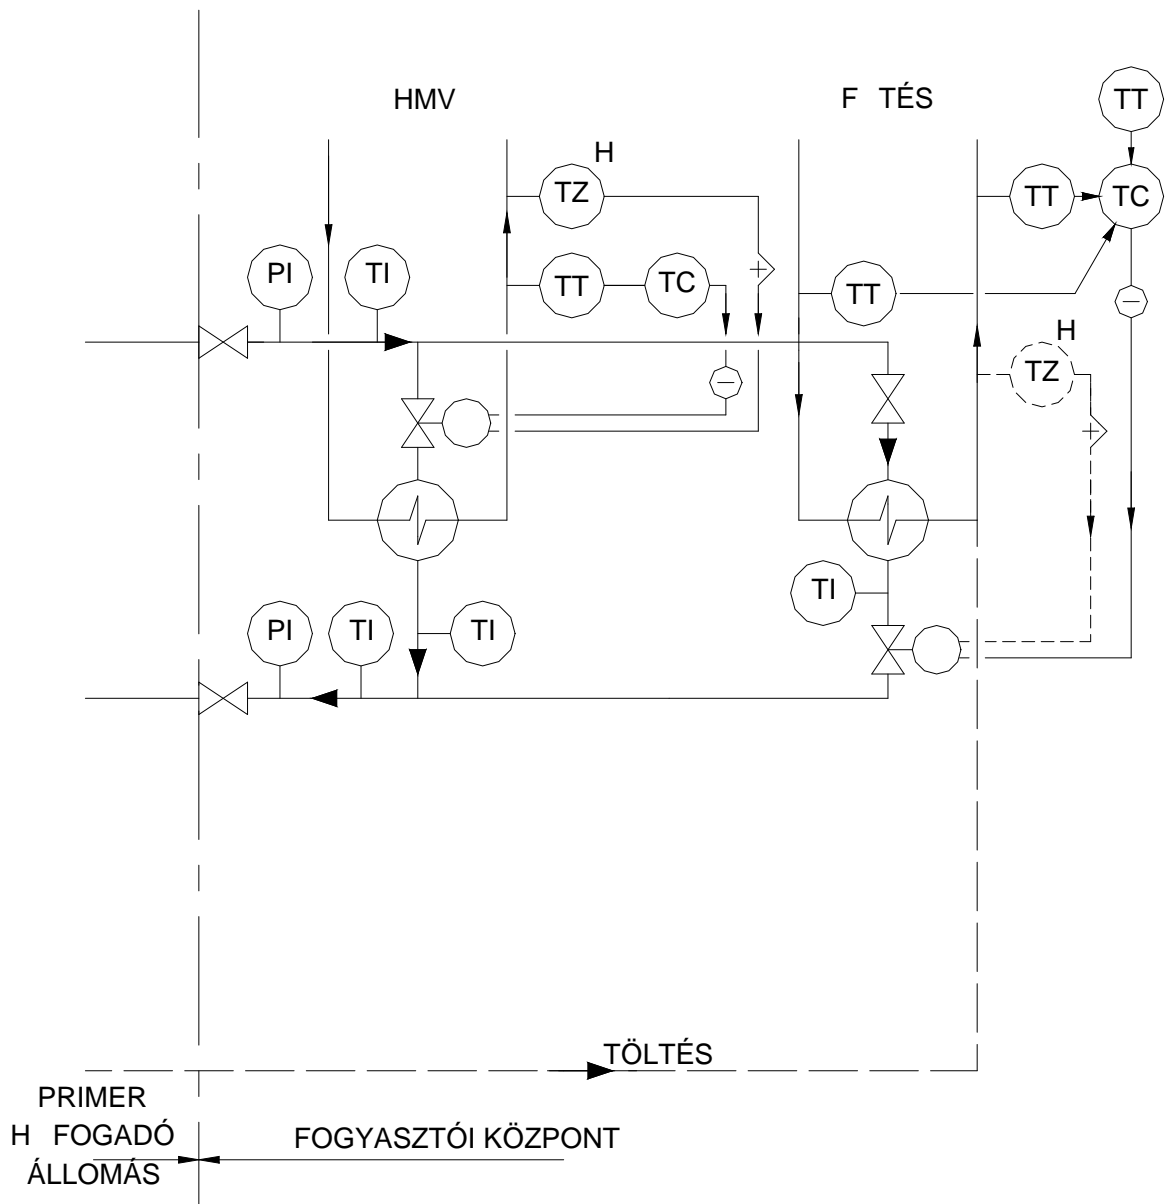 HMV
F TÉS
TT
H
TZ
TT
TC
PI
TI
TT
TC
TT
H
TZ
TI
PI
TI
TI
TÖLTÉS
PRIMER
H FOGADÓ
ÁLLOMÁS
FOGYASZTÓI KÖZPONT